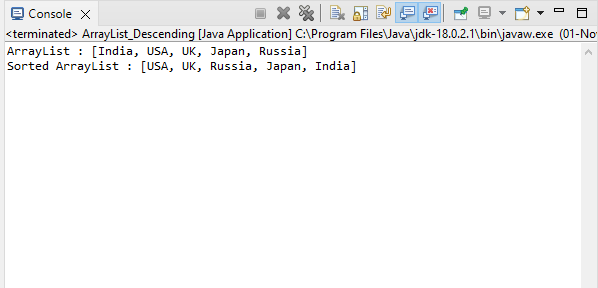 Console
<terminated> ArrayList_Descending [Java Application] C:\Program Files\Java\jdk-18.0.2.1\bin\javaw.exe (01-No
ArrayList : [India, USA, UK, Japan, Russia]
Sorted ArrayList : [USA, UK, Russia, Japan, India]